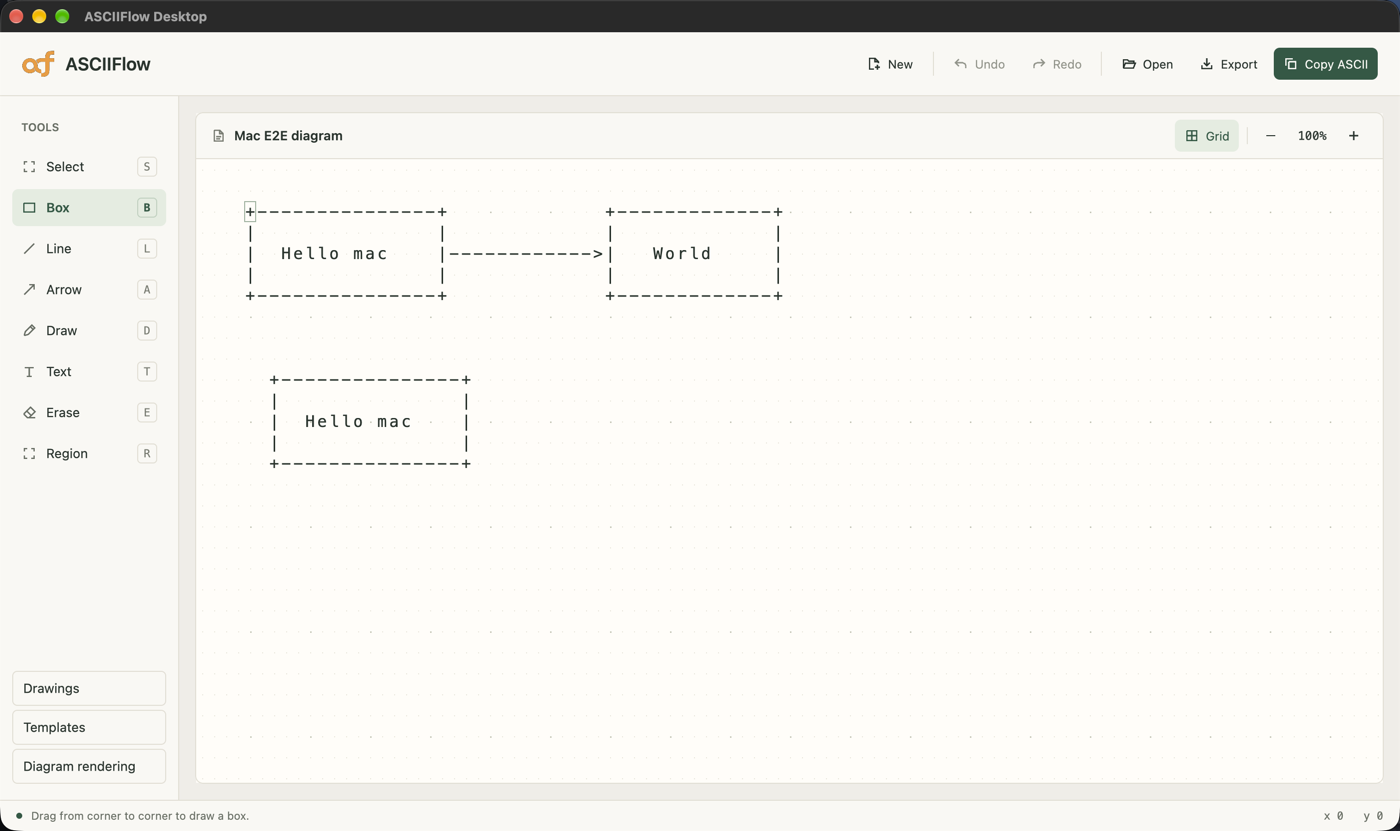 ASCIIFlow Desktop
ASCIIFlow
New
Undo
Redo
Open
Export
Copy ASCII
TOOLS
Select S
Box B
Line L
Arrow A
Draw D
Text T
Erase E
Region R
Drawings
Templates
Diagram rendering
Mac E2E diagram
Grid
− 100% +
+----------------+             +-------------+
|                |             |             |
|  Hello mac     |------------>|   World     |
|                |             |             |
+----------------+             +-------------+
+---------------+
|               |
|  Hello mac    |
|               |
+---------------+
Drag from corner to corner to draw a box.
x 0 y 0